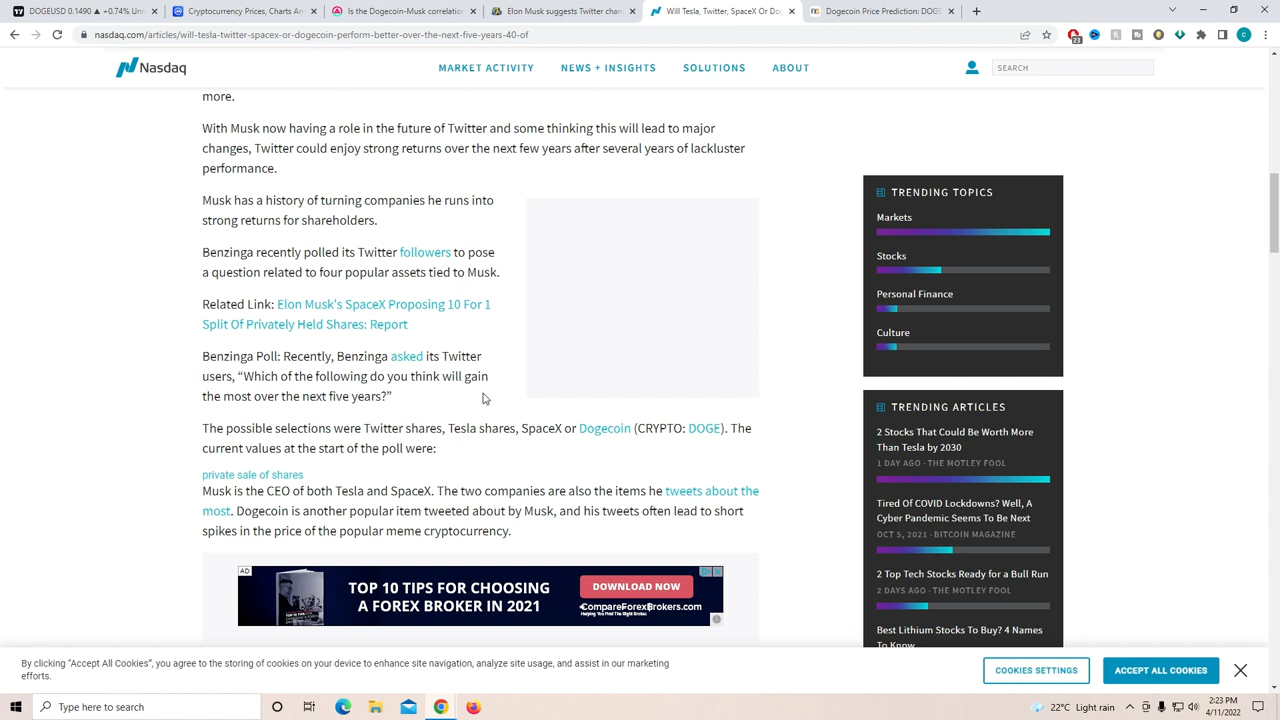 DOGEUSD 0.1490 ▲ +0.74% Unn
Cryptocurrency Prices, Charts An
Is the Dogecoin-Musk correlation
Elon Musk suggests Twitter chan
Will Tesla, Twitter, SpaceX Or Do
Dogecoin Price Prediction: DOGE
nasdaq.com/articles/will-tesla-twitter-spacex-or-dogecoin-perform-better-over-the-next-five-years-40-of
23
C
Nasdaq
MARKET ACTIVITY
NEWS + INSIGHTS
SOLUTIONS
ABOUT
SEARCH
more.
With Musk now having a role in the future of Twitter and some thinking this will lead to major
changes, Twitter could enjoy strong returns over the next few years after several years of lackluster
performance.
Musk has a history of turning companies he runs into
strong returns for shareholders.
Benzinga recently polled its Twitter followers to pose
a question related to four popular assets tied to Musk.
Related Link: Elon Musk's SpaceX Proposing 10 For 1
Split Of Privately Held Shares: Report
Benzinga Poll: Recently, Benzinga asked its Twitter
users, “Which of the following do you think will gain
the most over the next five years?”
The possible selections were Twitter shares, Tesla shares, SpaceX or Dogecoin (CRYPTO: DOGE). The
current values at the start of the poll were:
private sale of shares
Musk is the CEO of both Tesla and SpaceX. The two companies are also the items he tweets about the
most. Dogecoin is another popular item tweeted about by Musk, and his tweets often lead to short
spikes in the price of the popular meme cryptocurrency.
AD
TOP 10 TIPS FOR CHOOSING
A FOREX BROKER IN 2021
DOWNLOAD NOW
CompareForexBrokers.com
TRENDING TOPICS
Markets
Stocks
Personal Finance
Culture
TRENDING ARTICLES
2 Stocks That Could Be Worth More
Than Tesla by 2030
1 DAY AGO · THE MOTLEY FOOL
Tired Of COVID Lockdowns? Well, A
Cyber Pandemic Seems To Be Next
OCT 5, 2021 · BITCOIN MAGAZINE
2 Top Tech Stocks Ready for a Bull Run
2 DAYS AGO · THE MOTLEY FOOL
Best Lithium Stocks To Buy? 4 Names
To Know
By clicking “Accept All Cookies”, you agree to the storing of cookies on your device to enhance site navigation, analyze site usage, and assist in our marketing
efforts.
COOKIES SETTINGS
ACCEPT ALL COOKIES
Type here to search
22°C Light rain
2:23 PM
4/11/2022